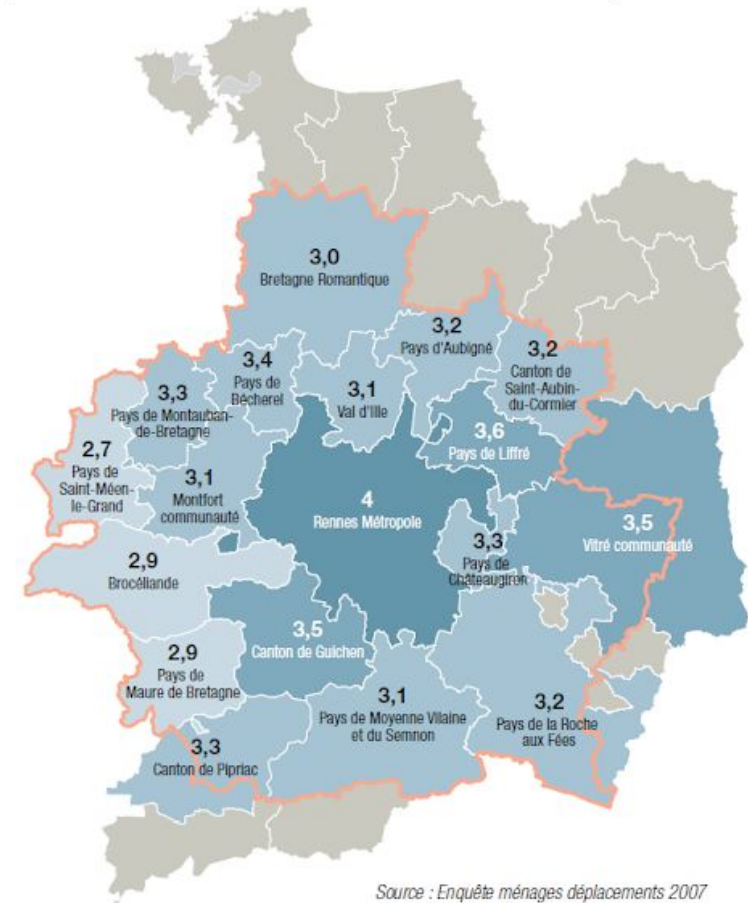 3,0
Bretagne Romantique
3,2
Pays d'Aubigné
3,2
Canton de
Saint-Aubin-
du-Cormier
3,4
Pays de
Bécherel
3,3
Pays de Montauban-
de-Bretagne
3,1
Val d'Ille
3,6
Pays de Liffré
2,7
Pays de
Saint-Méen-
le-Grand
3,1
Montfort
communauté
4
Rennes Métropole
3,5
Vitré communauté
3,3
Pays de
Châteaugiron
2,9
Brocéliande
3,5
Canton de Guichen
2,9
Pays de
Maure de Bretagne
3,1
Pays de Moyenne Vilaine
et du Semnon
3,2
Pays de la Roche
aux Fées
3,3
Canton de Pipriac
Source : Enquête ménages déplacements 2007